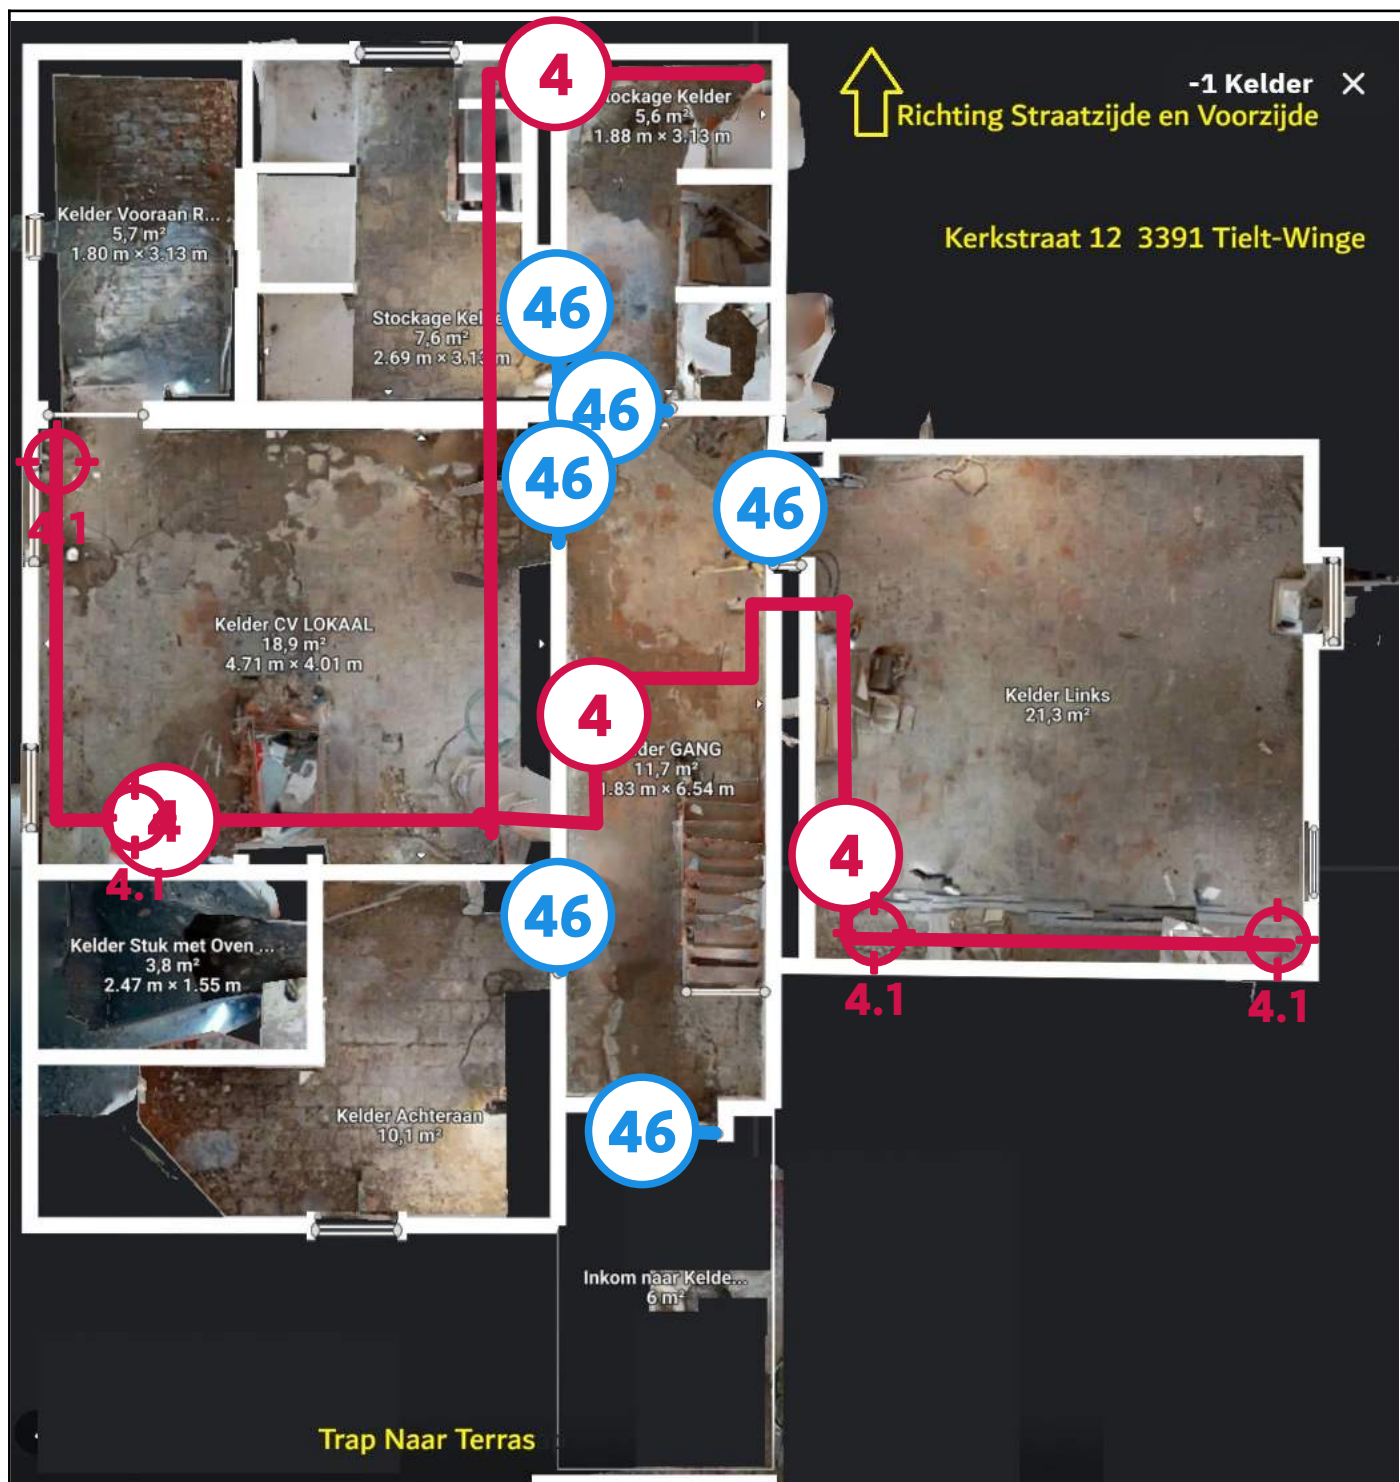 -1 Kelder ✕
Richting Straatzijde en Voorzijde
Kerkstraat 12 3391 Tielt-Winge
4
tockage Kelder
5,6 m²
1.88 m × 3.13 m
Kelder Vooraan R...
5,7 m²
1.80 m × 3.13 m
46
Stockage Kel
7,6 m²
2.69 m × 3.13 m
46
46
46
4.1
Kelder CV LOKAAL
18,9 m²
4.71 m × 4.01 m
Kelder Links
21,3 m²
4
der GANG
11,7 m²
1.83 m × 6.54 m
4
4.1
4
46
Kelder Stuk met Oven ...
3,8 m²
2.47 m × 1.55 m
4.1
4.1
Kelder Achteraan
10,1 m²
46
Inkom naar Kelde...
6 m²
Trap Naar Terras